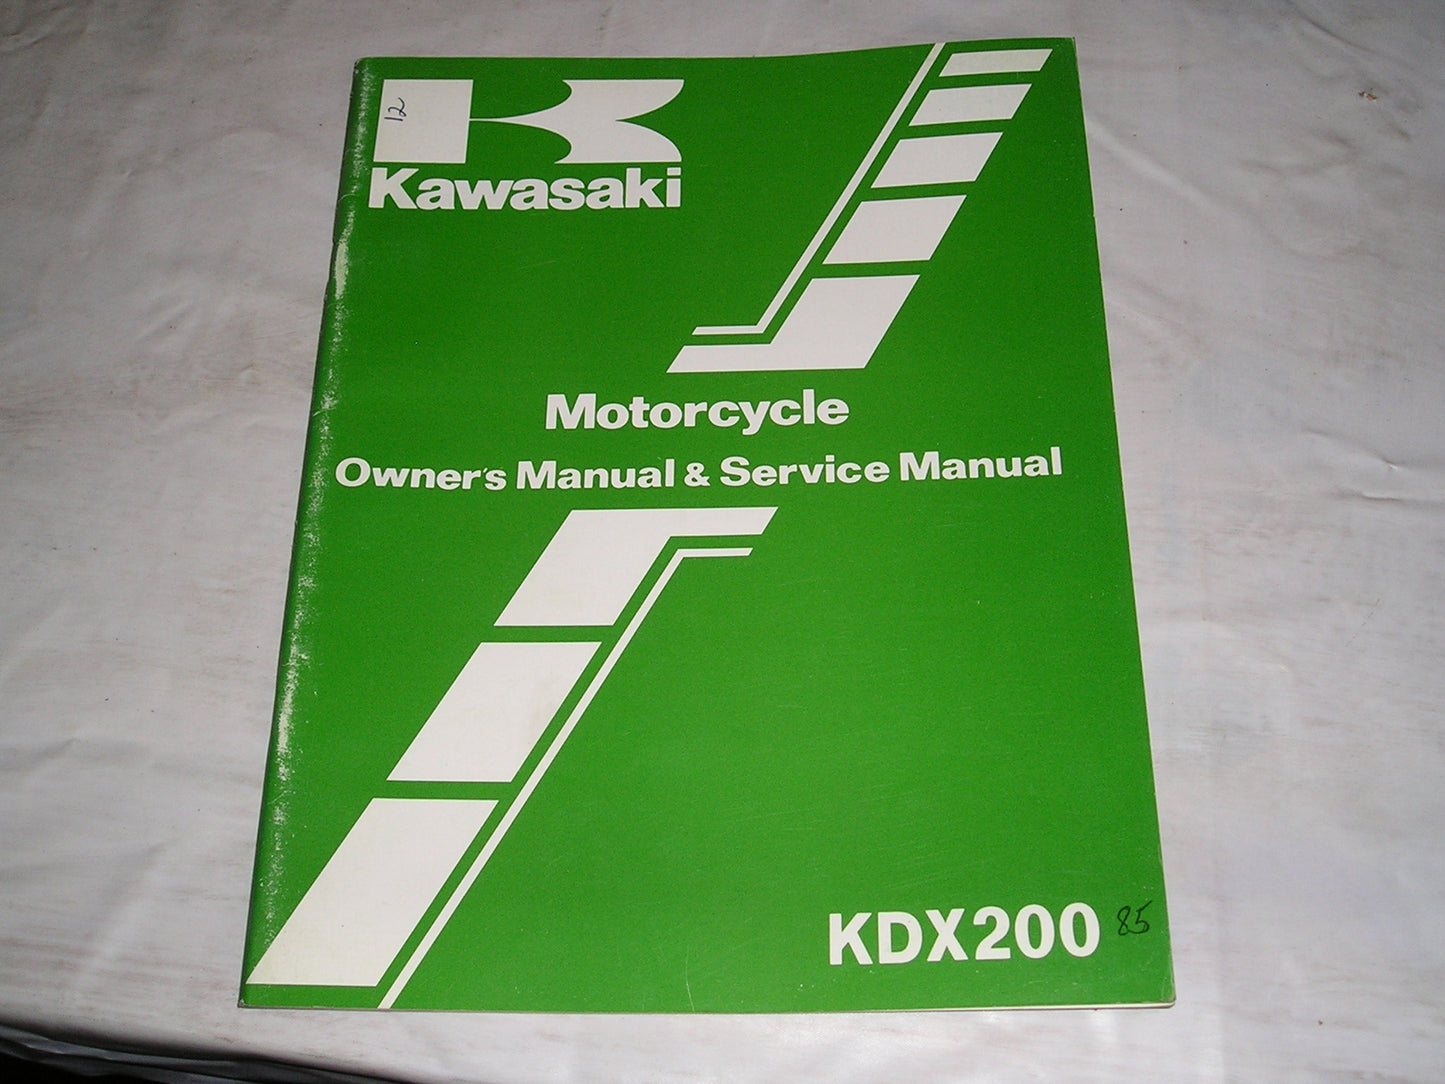 12
Kawasaki
Motorcycle
Owner's Manual & Service Manual
KDX200 85